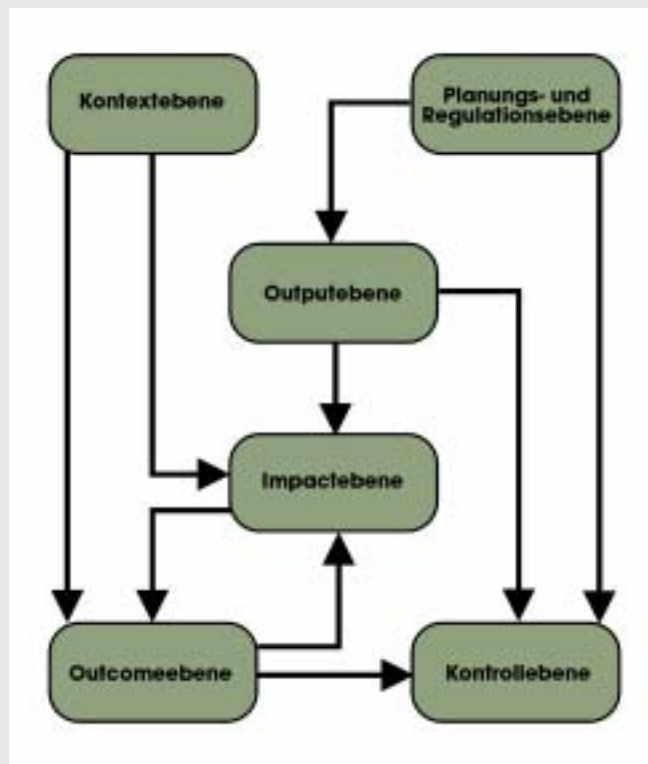 Kontextebene
Planungs- und
Regulationsebene
Outputebene
Impactebene
Outcomeebene
Kontrollebene